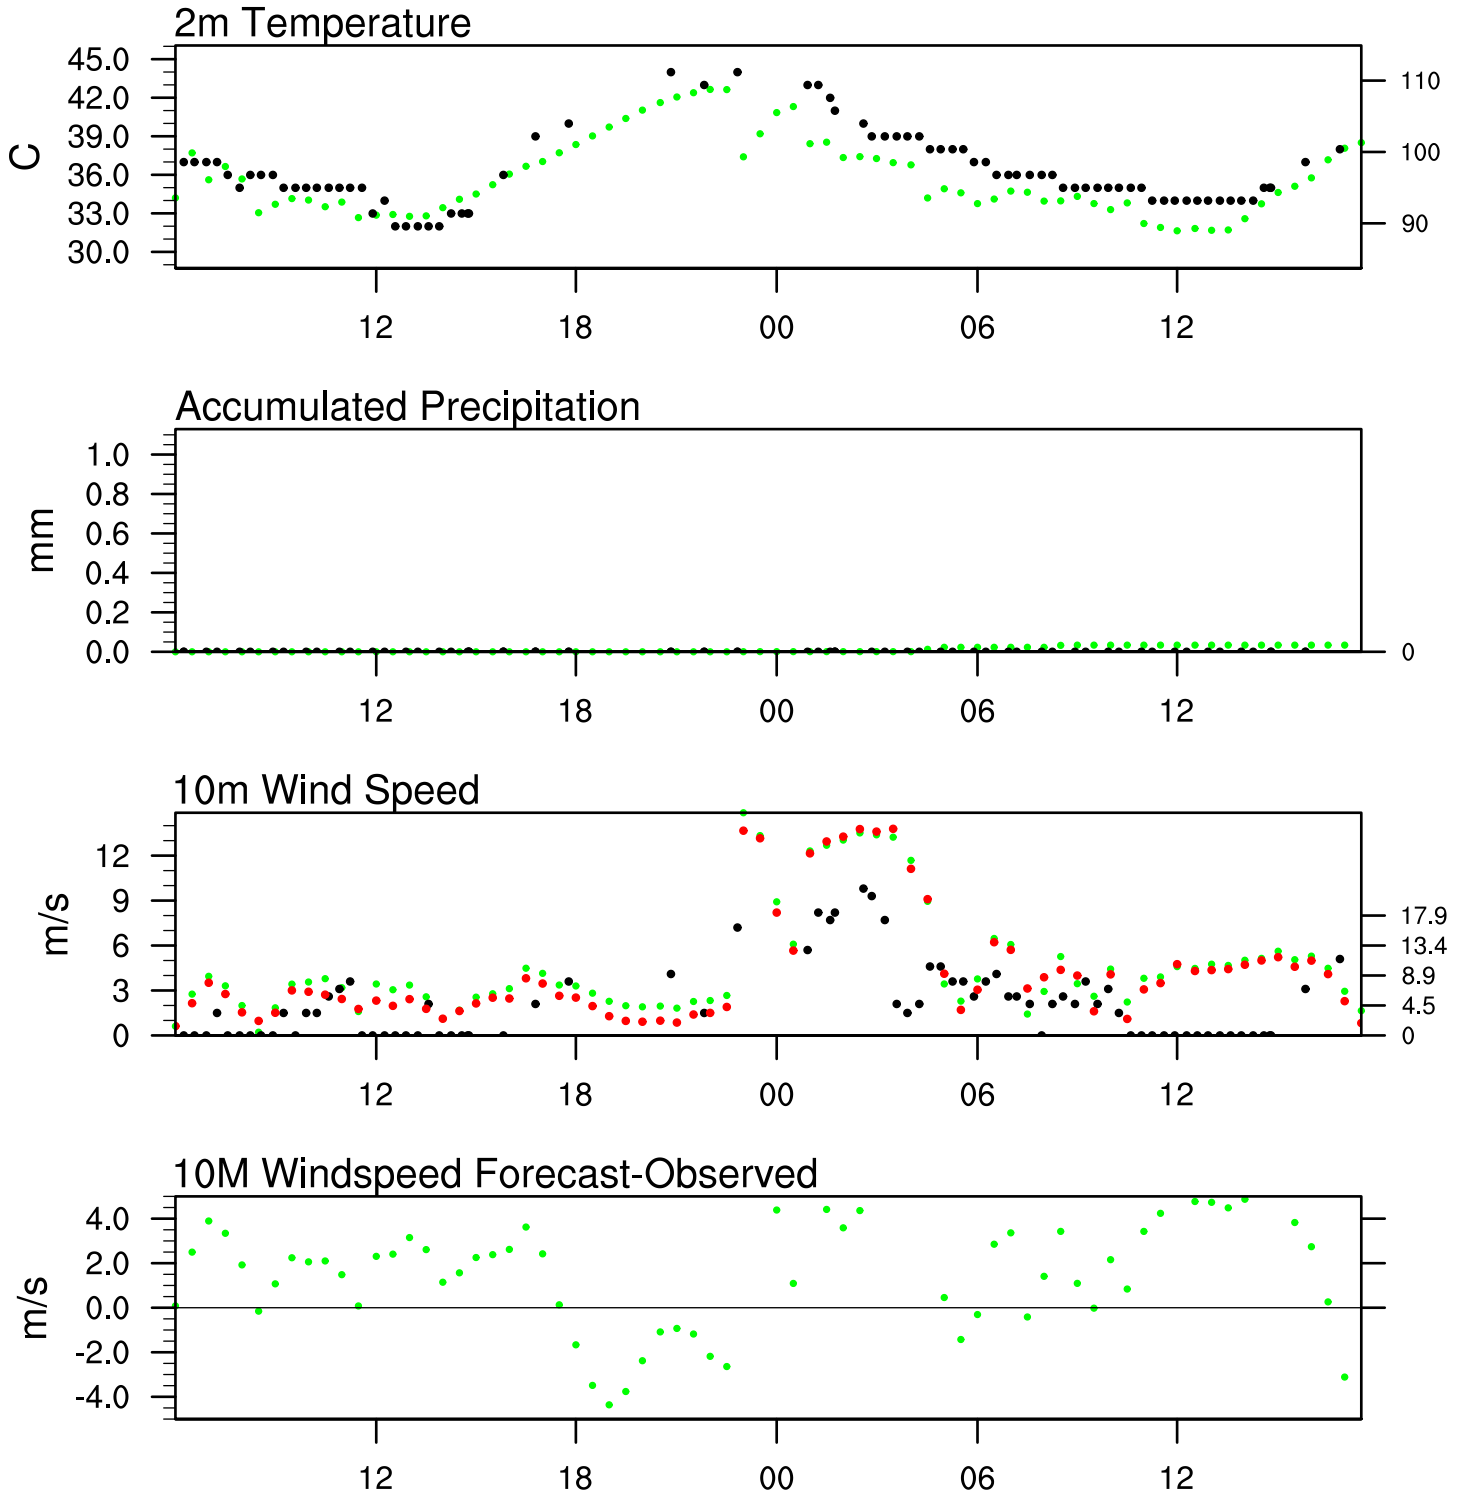 2m Temperature
45.0
42.0
39.0
36.0
33.0
30.0
C
110
100
90
12 18 00 06 12
Accumulated Precipitation
1.0
0.8
0.6
0.4
0.2
0.0
mm
0
12 18 00 06 12
10m Wind Speed
12
9
6
3
0
m/s
17.9
13.4
8.9
4.5
0
12 18 00 06 12
10M Windspeed Forecast-Observed
4.0
2.0
0.0
-2.0
-4.0
m/s
12 18 00 06 12